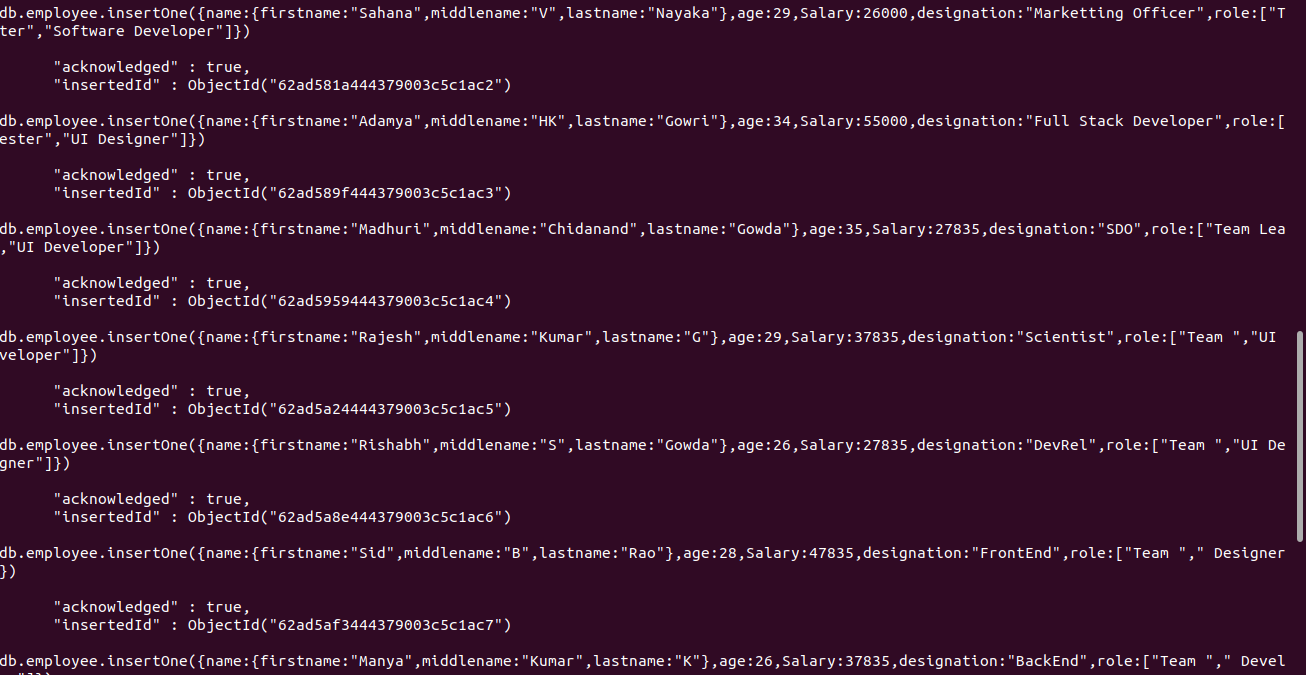 db.employee.insertOne({name:{firstname:"Sahana",middlename:"V",lastname:"Nayaka"},age:29,Salary:26000,designation:"Marketting Officer",role:["T
ter","Software Developer"]})
"acknowledged" : true,
"insertedId" : ObjectId("62ad581a444379003c5c1ac2")
db.employee.insertOne({name:{firstname:"Adamya",middlename:"HK",lastname:"Gowri"},age:34,Salary:55000,designation:"Full Stack Developer",role:[
ester","UI Designer"]})
"acknowledged" : true,
"insertedId" : ObjectId("62ad589f444379003c5c1ac3")
db.employee.insertOne({name:{firstname:"Madhuri",middlename:"Chidanand",lastname:"Gowda"},age:35,Salary:27835,designation:"SDO",role:["Team Lea
,"UI Developer"]})
"acknowledged" : true,
"insertedId" : ObjectId("62ad5959444379003c5c1ac4")
db.employee.insertOne({name:{firstname:"Rajesh",middlename:"Kumar",lastname:"G"},age:29,Salary:37835,designation:"Scientist",role:["Team ","UI
veloper"]})
"acknowledged" : true,
"insertedId" : ObjectId("62ad5a24444379003c5c1ac5")
db.employee.insertOne({name:{firstname:"Rishabh",middlename:"S",lastname:"Gowda"},age:26,Salary:27835,designation:"DevRel",role:["Team ","UI De
gner"]})
"acknowledged" : true,
"insertedId" : ObjectId("62ad5a8e444379003c5c1ac6")
db.employee.insertOne({name:{firstname:"Sid",middlename:"B",lastname:"Rao"},age:28,Salary:47835,designation:"FrontEnd",role:["Team "," Designer
})
"acknowledged" : true,
"insertedId" : ObjectId("62ad5af3444379003c5c1ac7")
db.employee.insertOne({name:{firstname:"Manya",middlename:"Kumar",lastname:"K"},age:26,Salary:37835,designation:"BackEnd",role:["Team "," Devel